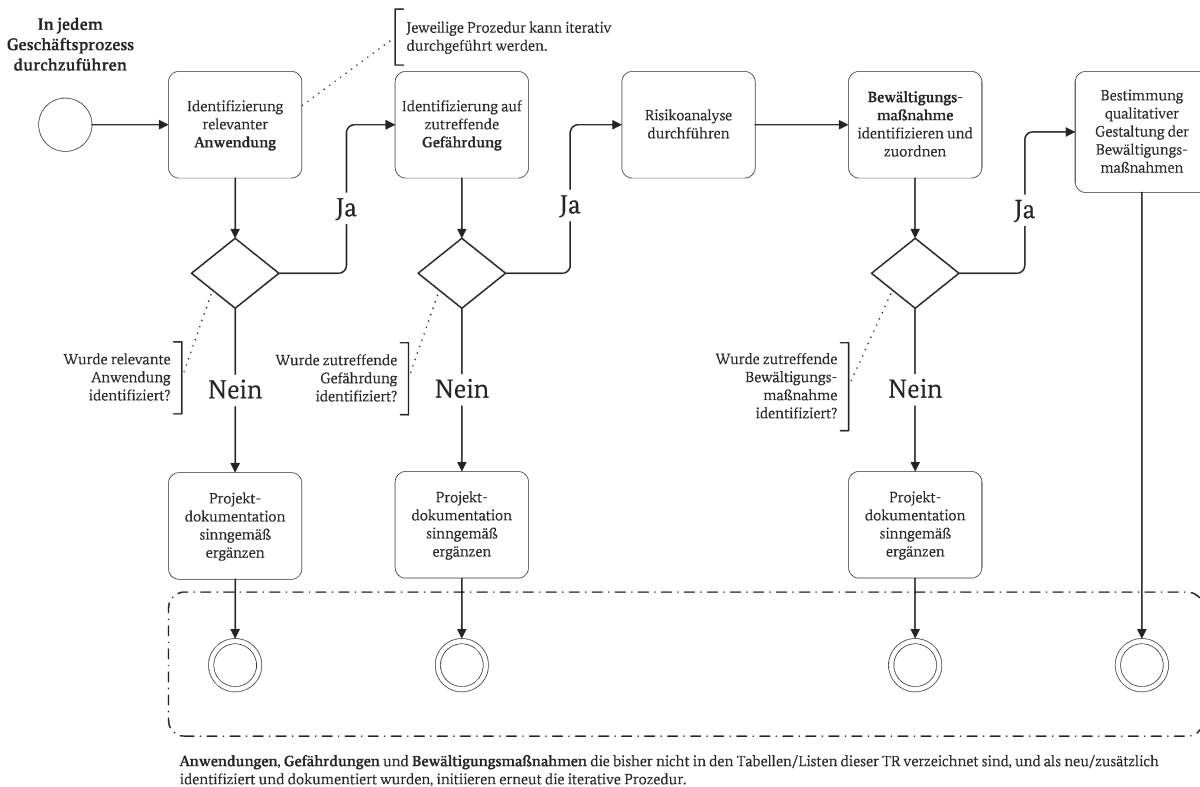 In jedem
Geschäftsprozess
durchzuführen
Jeweilige Prozedur kann iterativ
durchgeführt werden.
Identifizierung
relevanter
Anwendung
Identifizierung auf
zutreffende
Gefährdung
Risikoanalyse
durchführen
Bewältigungs-
maßnahme
identifizieren und
zuordnen
Bestimmung
qualitativer
Gestaltung der
Bewältigungs-
maßnahmen
Ja
Ja
Ja
Wurde relevante
Anwendung
identifiziert?
Nein
Wurde zutreffende
Gefährdung
identifiziert?
Nein
Wurde zutreffende
Bewältigungs-
maßnahme
identifiziert?
Nein
Projekt-
dokumentation
sinngemäß
ergänzen
Projekt-
dokumentation
sinngemäß
ergänzen
Projekt-
dokumentation
sinngemäß
ergänzen
Anwendungen, Gefährdungen und Bewältigungsmaßnahmen die bisher nicht in den Tabellen/Listen dieser TR verzeichnet sind, und als neu/zusätzlich
identifiziert und dokumentiert wurden, initiieren erneut die iterative Prozedur.